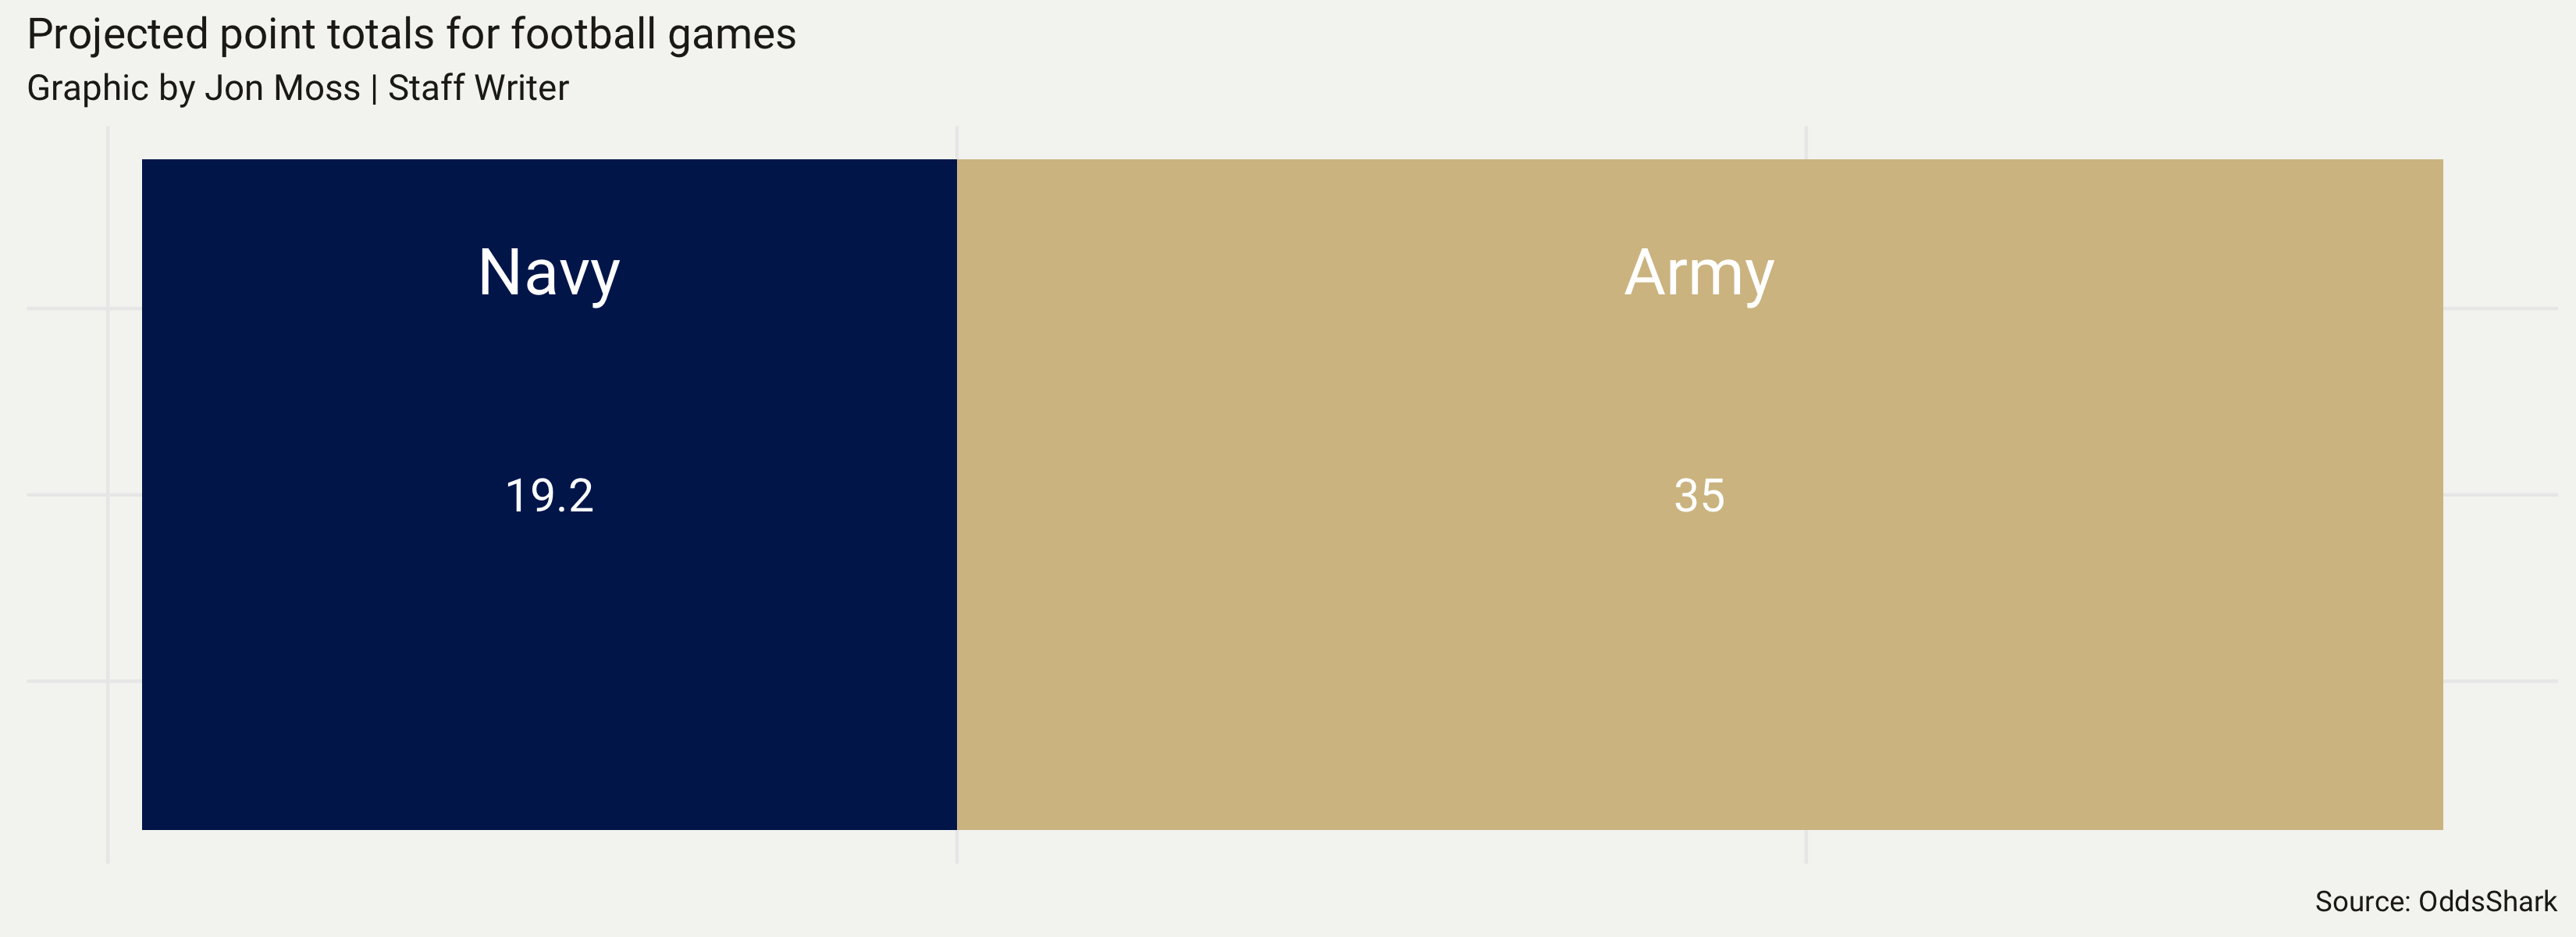 Projected point totals for football games
Graphic by Jon Moss | Staff Writer
Navy
Army
19.2
35
Source: OddsShark